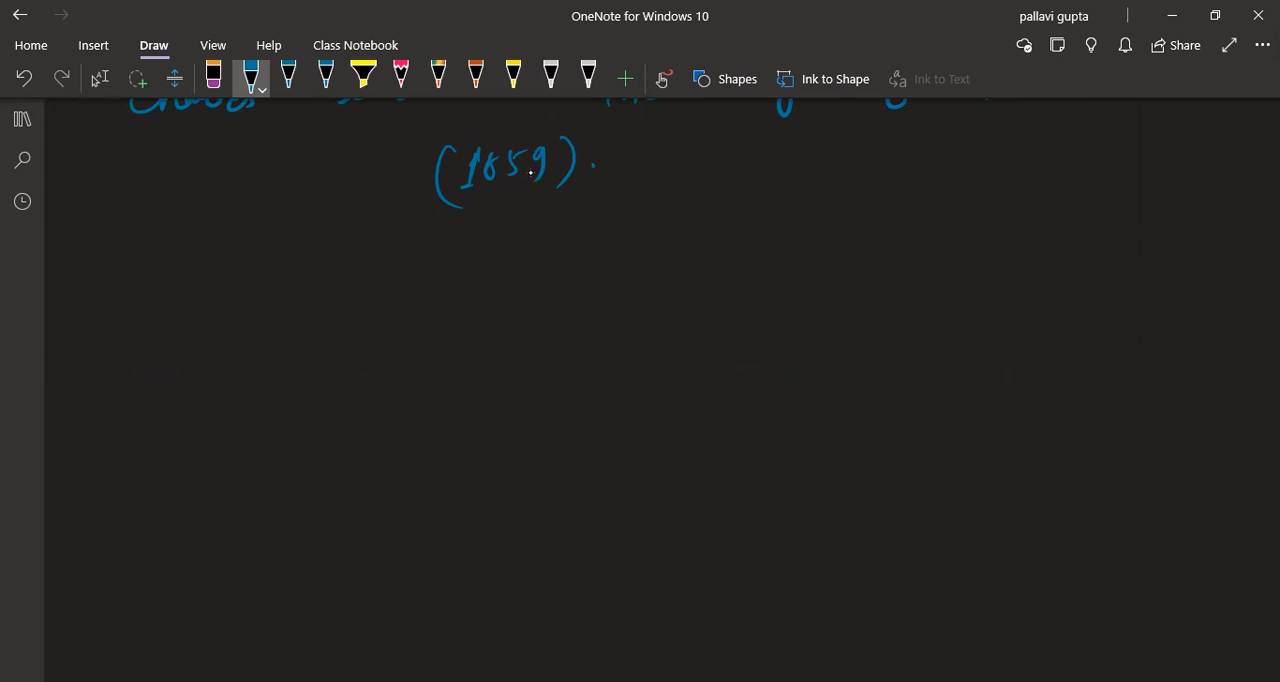 OneNote for Windows 10
pallavi gupta
Home Insert Draw View Help Class Notebook Share
Shapes Ink to Shape Ink to Text
(1859).